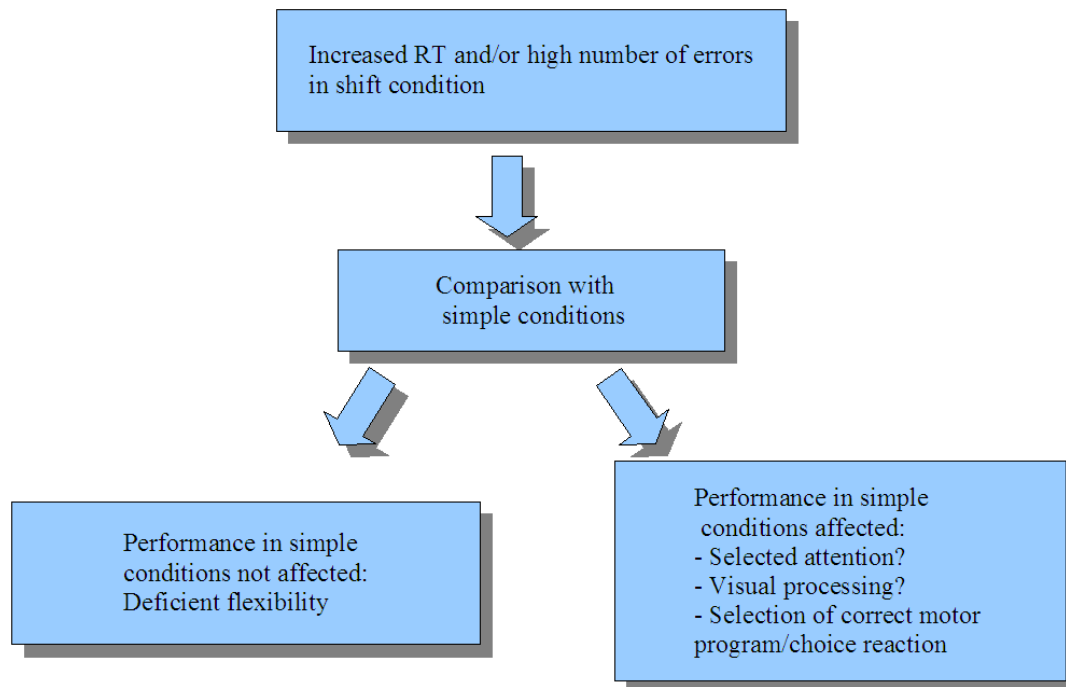 Increased RT and/or high number of errors
in shift condition
Comparison with
simple conditions
Performance in simple
conditions not affected:
Deficient flexibility
Performance in simple
conditions affected:
- Selected attention?
- Visual processing?
- Selection of correct motor
program/choice reaction